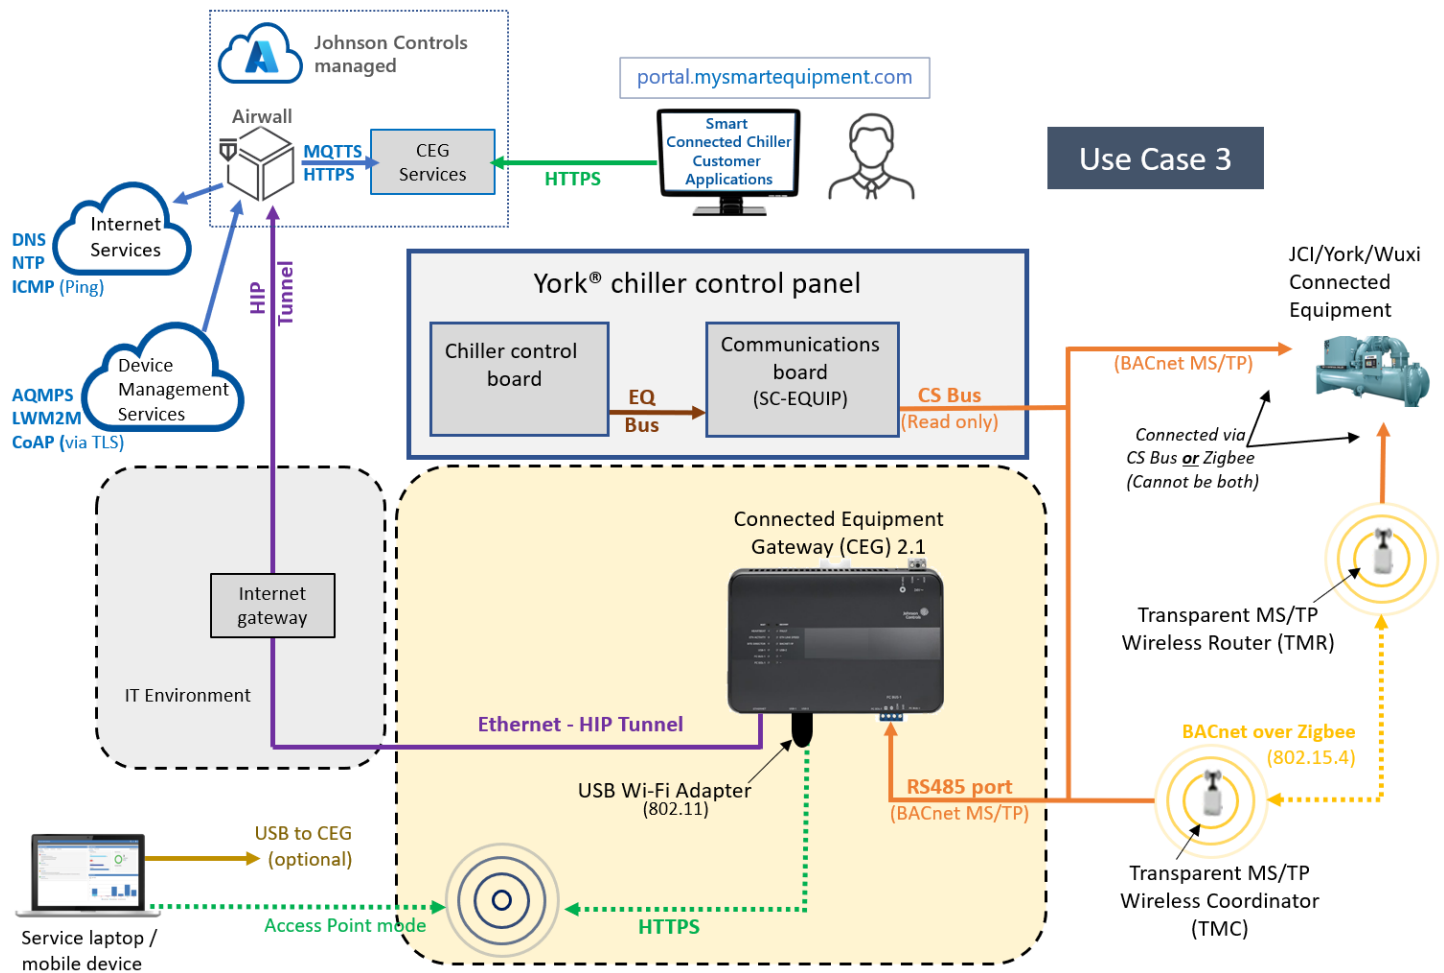 Johnson Controls
managed
Airwall
MQTTS
HTTPS
CEG
Services
HTTPS
portal.mysmartequipment.com
Smart
Connected Chiller
Customer
Applications
Use Case 3
Internet
Services
DNS
NTP
ICMP (Ping)
HIP
Tunnel
Device
Management
Services
AQMPS
LWM2M
CoAP (via TLS)
York® chiller control panel
Chiller control
board
EQ
Bus
Communications
board
(SC-EQUIP)
CS Bus
(Read only)
JCI/York/Wuxi
Connected
Equipment
(BACnet MS/TP)
Connected via
CS Bus or Zigbee
(Cannot be both)
Internet
gateway
IT Environment
Connected Equipment
Gateway (CEG) 2.1
Johnson
Controls
Ethernet - HIP Tunnel
USB Wi-Fi Adapter
(802.11)
RS485 port
(BACnet MS/TP)
Transparent MS/TP
Wireless Router (TMR)
BACnet over Zigbee
(802.15.4)
Transparent MS/TP
Wireless Coordinator
(TMC)
USB to CEG
(optional)
Access Point mode
HTTPS
Service laptop /
mobile device